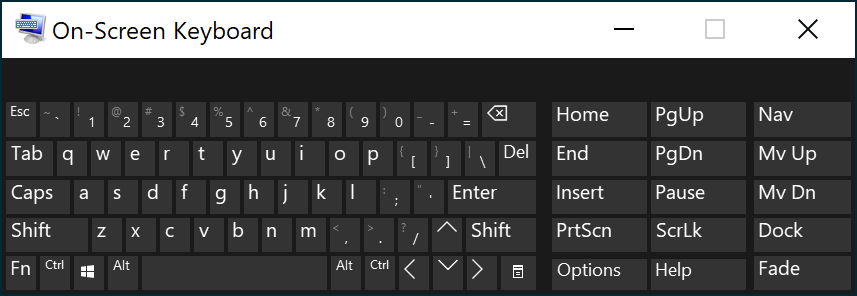 On-Screen Keyboard
Esc ~ ` ! 1 @ 2 # 3 $ 4 % 5 ^ 6 & 7 * 8 ( 9 ) 0 _ - + = Home PgUp Nav
Tab q w e r t y u i o p { [ } ] | \ Del End PgDn Mv Up
Caps a s d f g h j k l : ; " ' Enter Insert Pause Mv Dn
Shift z x c v b n m < , > . ? / Shift PrtScn ScrLk Dock
Fn Ctrl Alt Alt Ctrl Options Help Fade